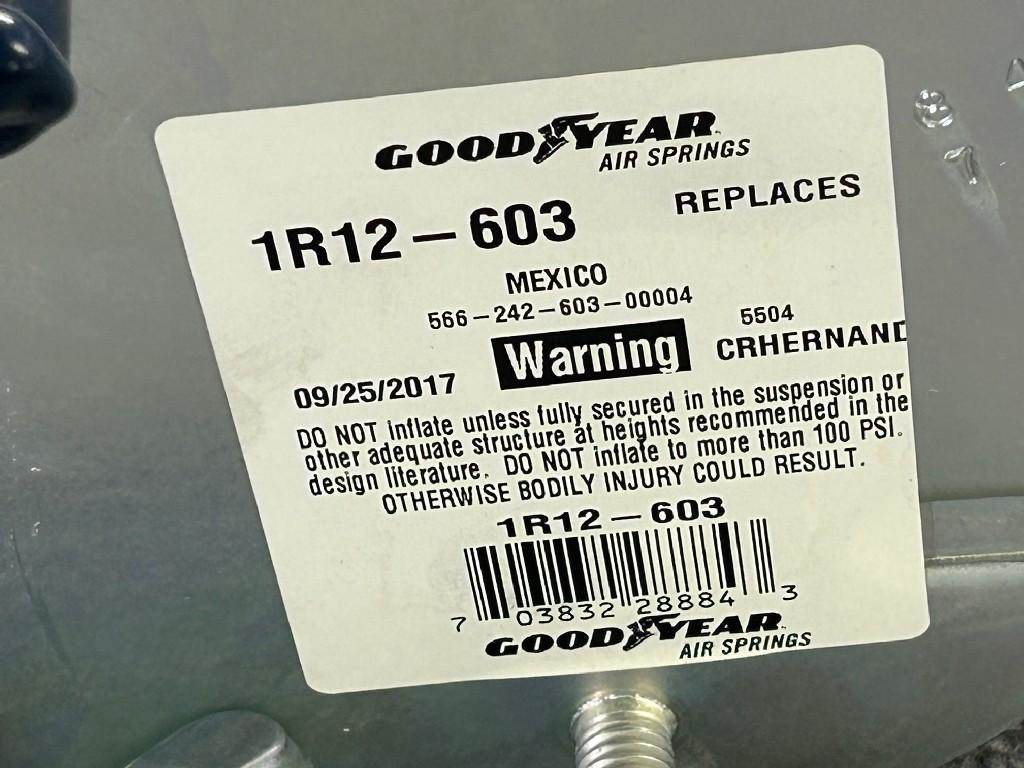 GOODYEAR
AIR SPRINGS
1R12-603
REPLACES
MEXICO
566-242-603-00004
5504
Warning
CRHERNAND
09/25/2017
DO NOT inflate unless fully secured in the suspension or
other adequate structure at heights recommended in the
design literature. DO NOT inflate to more than 100 PSI.
OTHERWISE BODILY INJURY COULD RESULT.
1R12-603
7 03832 28884 3
GOODYEAR
AIR SPRINGS